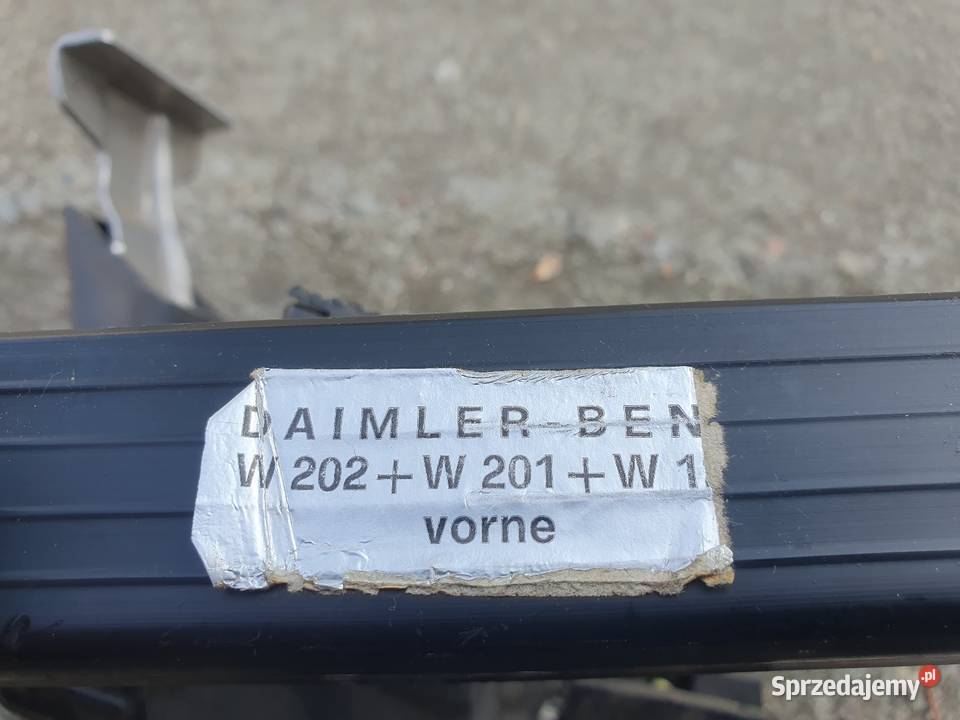 DAIMLER-BEN
W 202 + W 201 + W 1
vorne
Sprzedajemy.pl